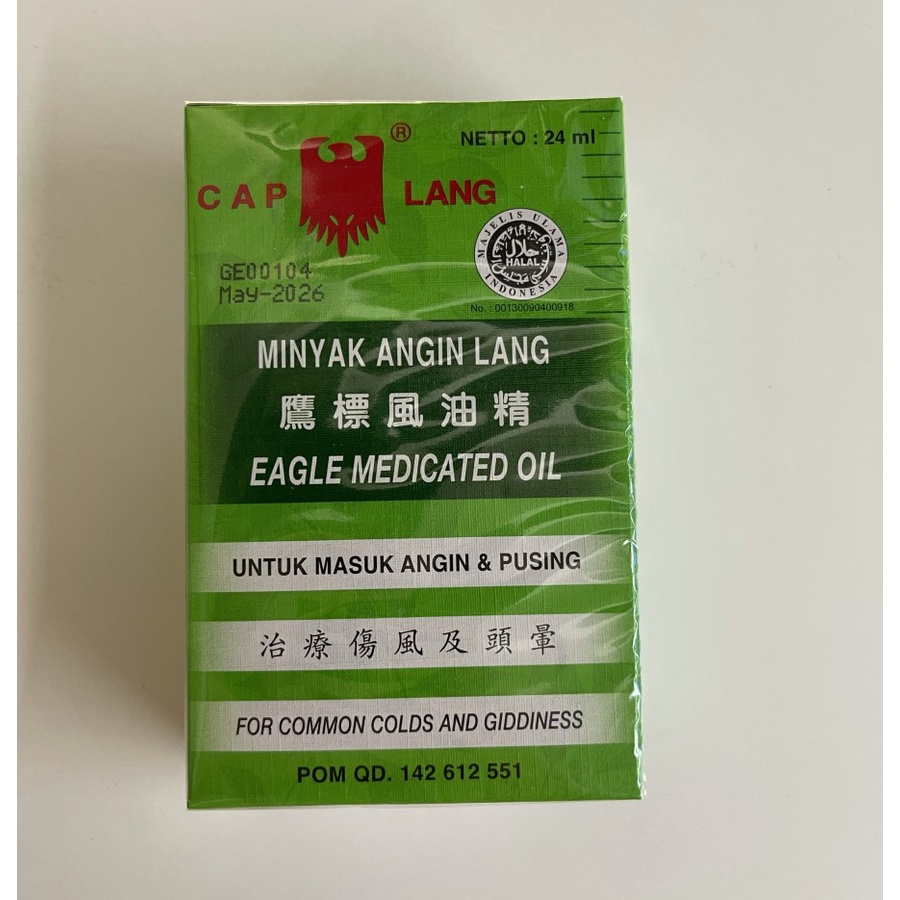 NETTO : 24 ml
CAP LANG ®
MAJELIS ULAMA INDONESIA
حلال
HALAL
No. : 00130090400918
GE00104
May-2026
MINYAK ANGIN LANG
鷹標風油精
EAGLE MEDICATED OIL
UNTUK MASUK ANGIN & PUSING
治療傷風及頭暈
FOR COMMON COLDS AND GIDDINESS
POM QD. 142 612 551